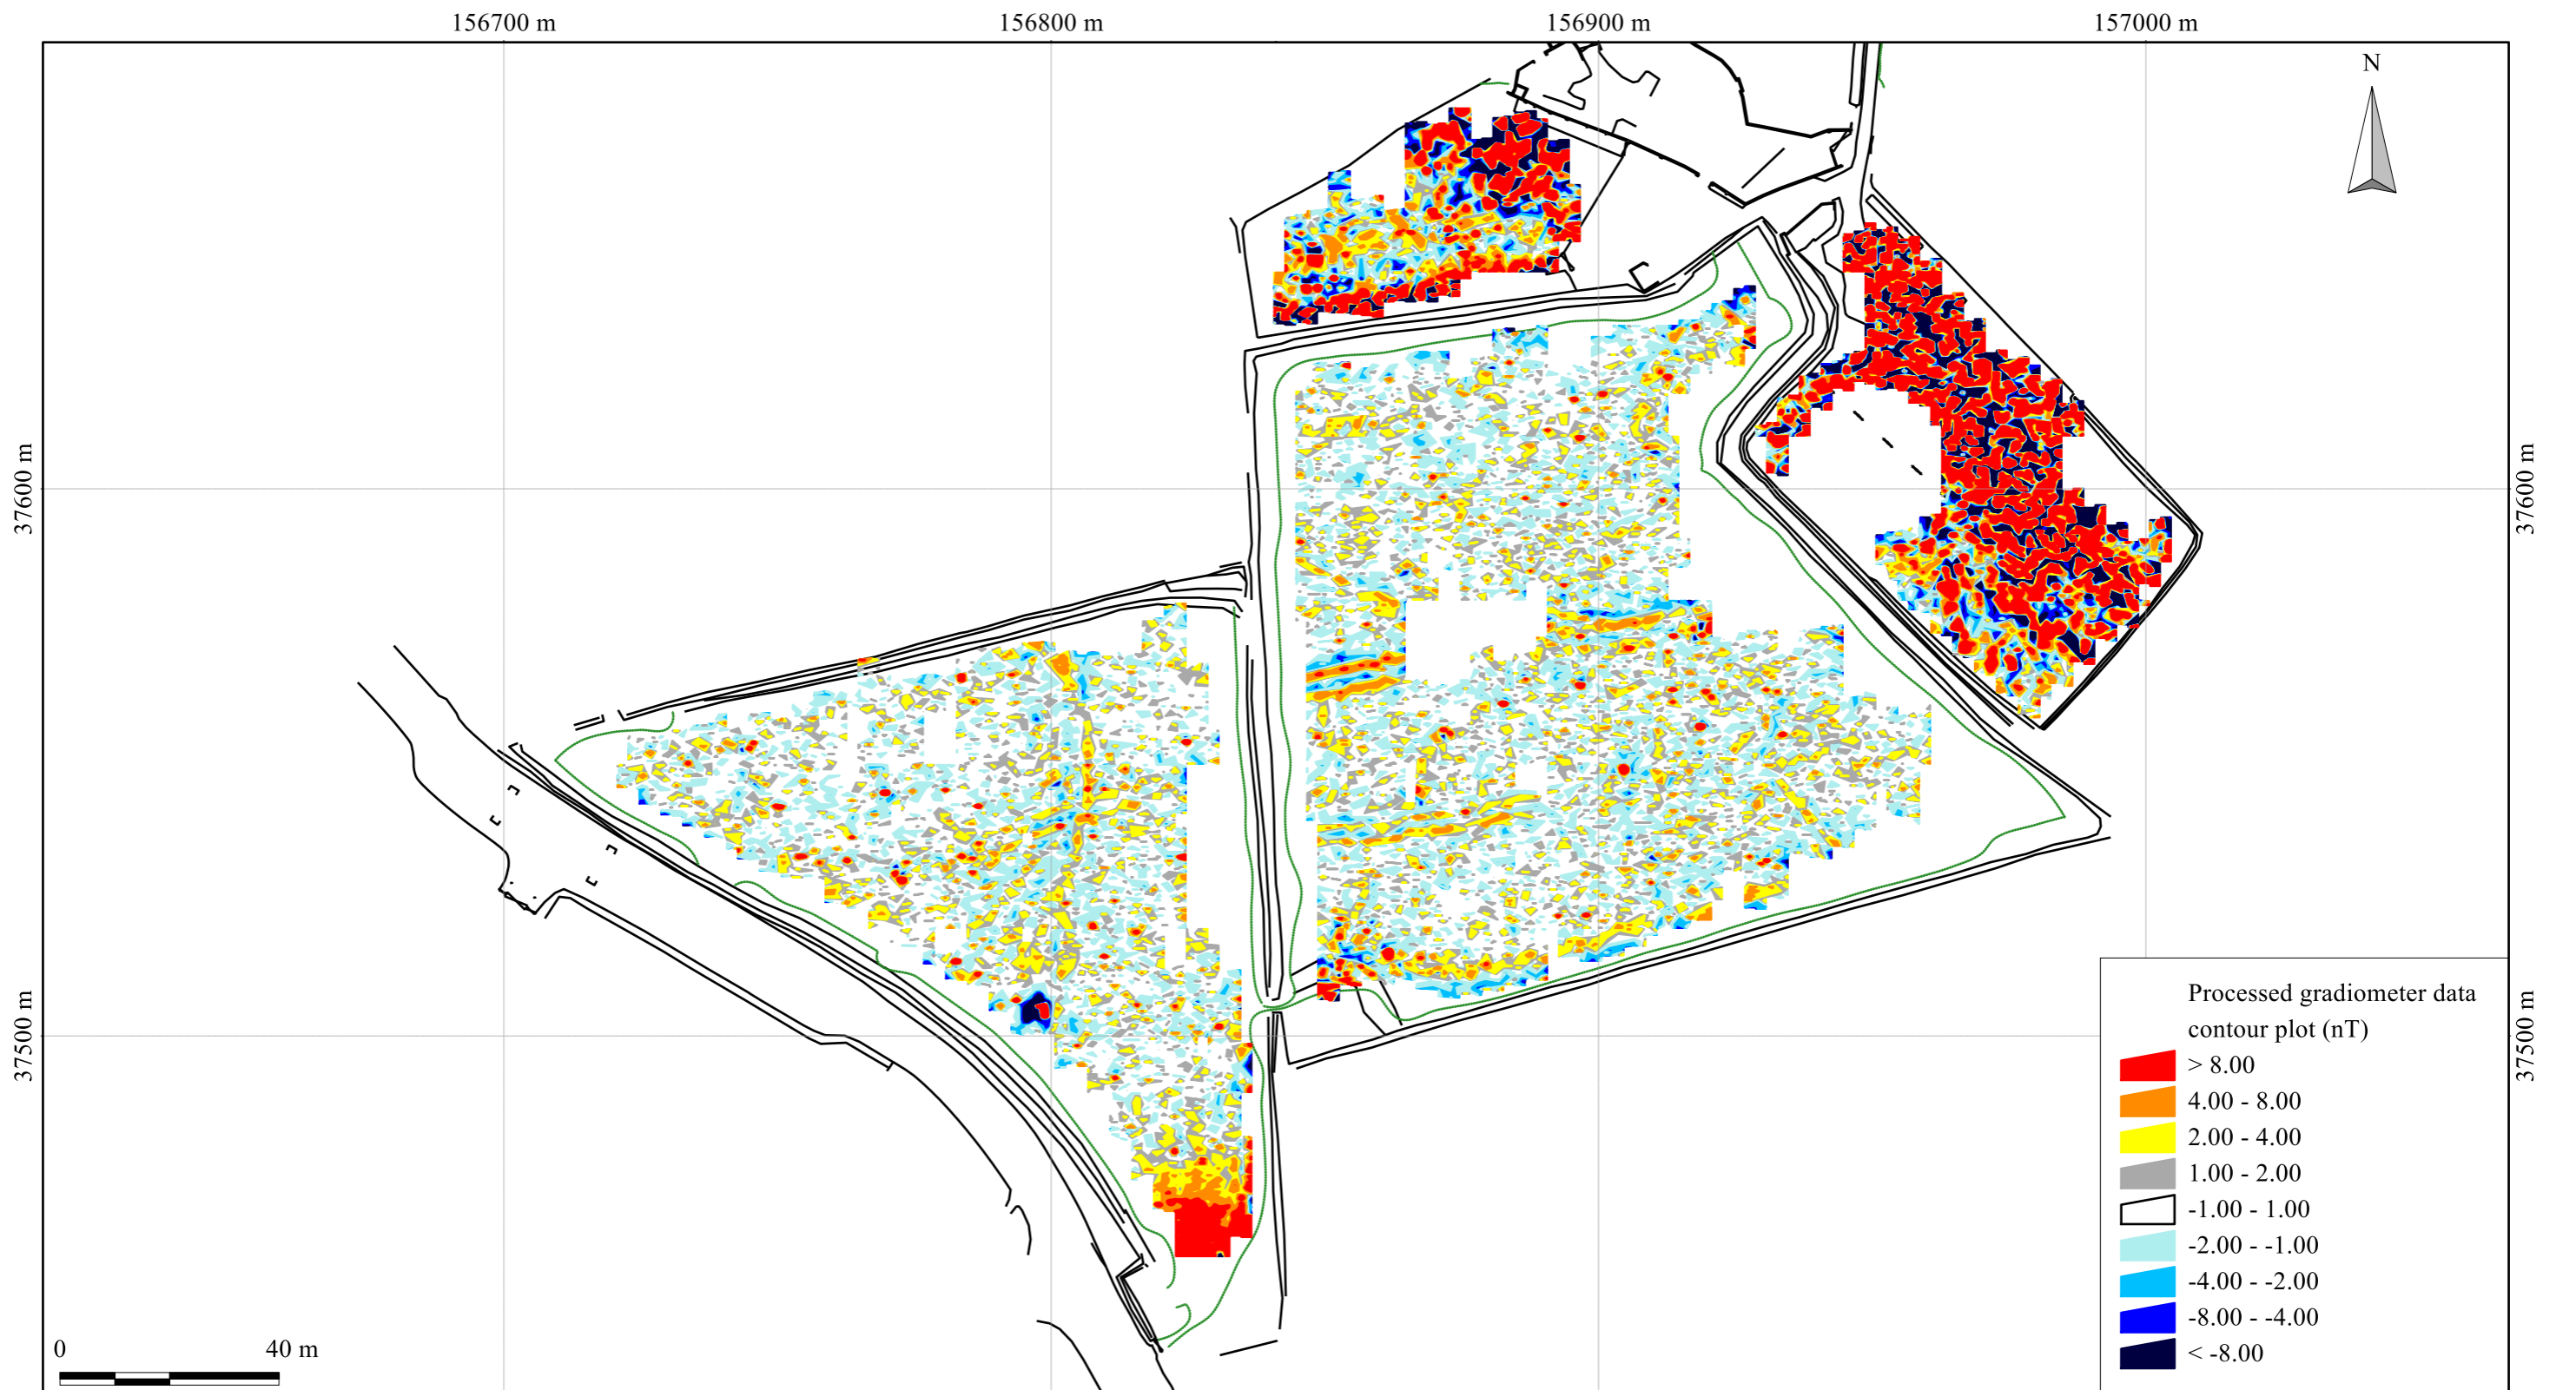 156700 m
156800 m
156900 m
157000 m
N
37600 m
37600 m
37500 m
37500 m
Processed gradiometer data
contour plot (nT)
> 8.00
4.00 - 8.00
2.00 - 4.00
1.00 - 2.00
-1.00 - 1.00
-2.00 - -1.00
-4.00 - -2.00
-8.00 - -4.00
< -8.00
0
40 m